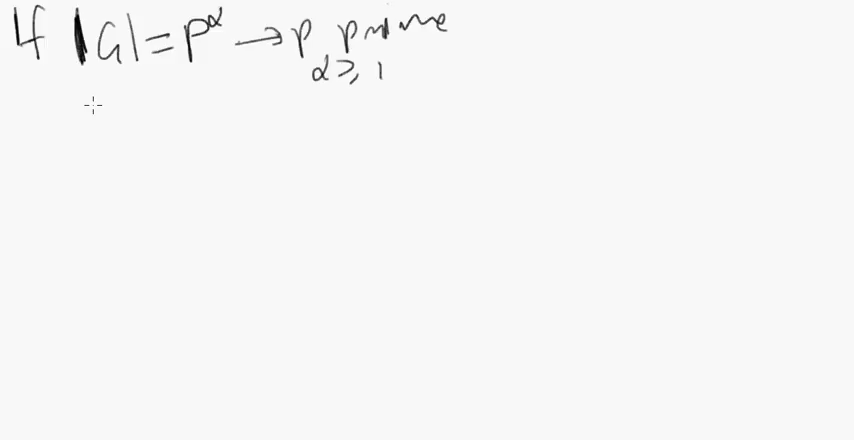 If |G| = p^α → p prime
α ≥ 1